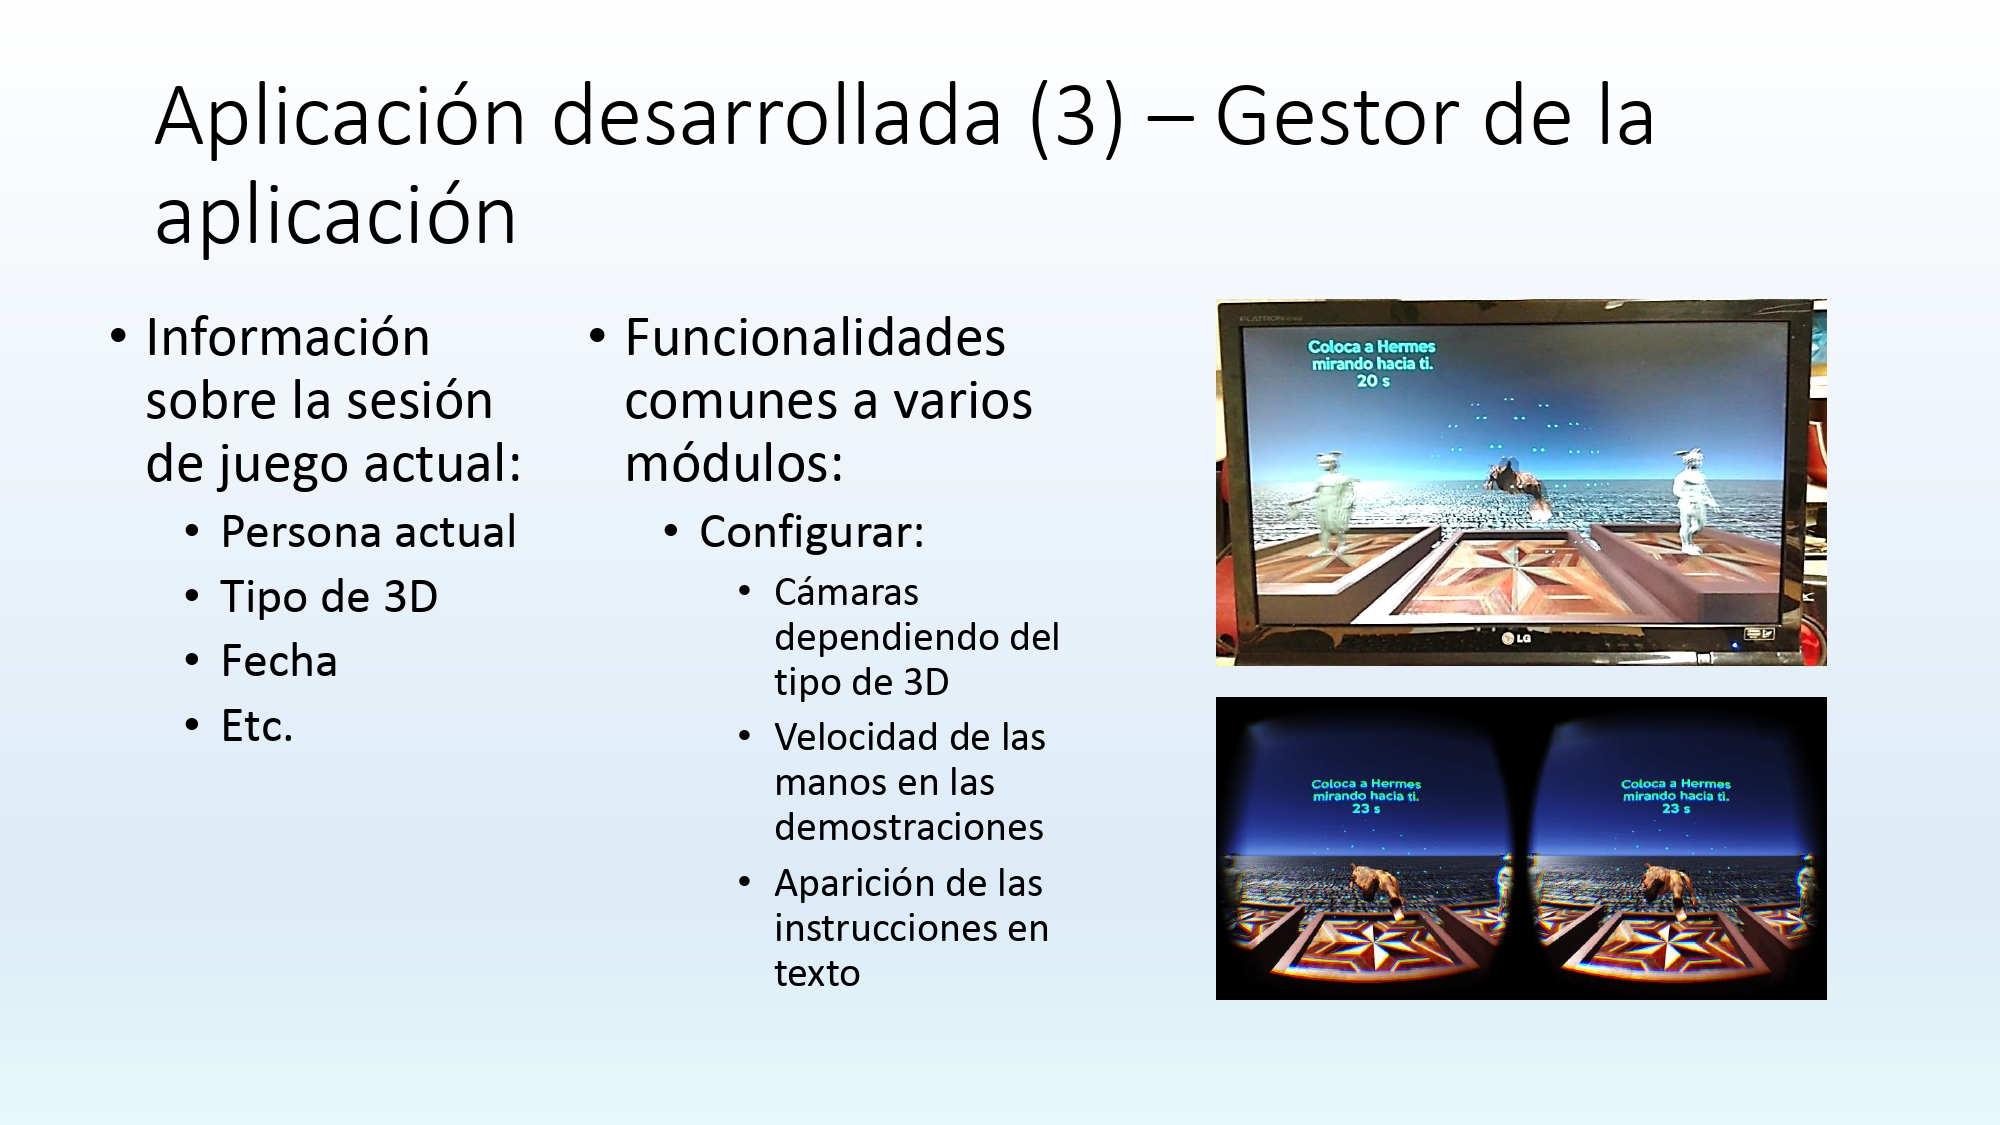 Aplicación desarrollada (3) – Gestor de la
aplicación
• Información
sobre la sesión
de juego actual:
• Persona actual
• Tipo de 3D
• Fecha
• Etc.
• Funcionalidades
comunes a varios
módulos:
• Configurar:
• Cámaras
dependiendo del
tipo de 3D
• Velocidad de las
manos en las
demostraciones
• Aparición de las
instrucciones en
texto
FLATRON
Coloca a Hermes
mirando hacia ti.
20 s
LG
Coloca a Hermes
mirando hacia ti.
23 s
Coloca a Hermes
mirando hacia ti.
23 s